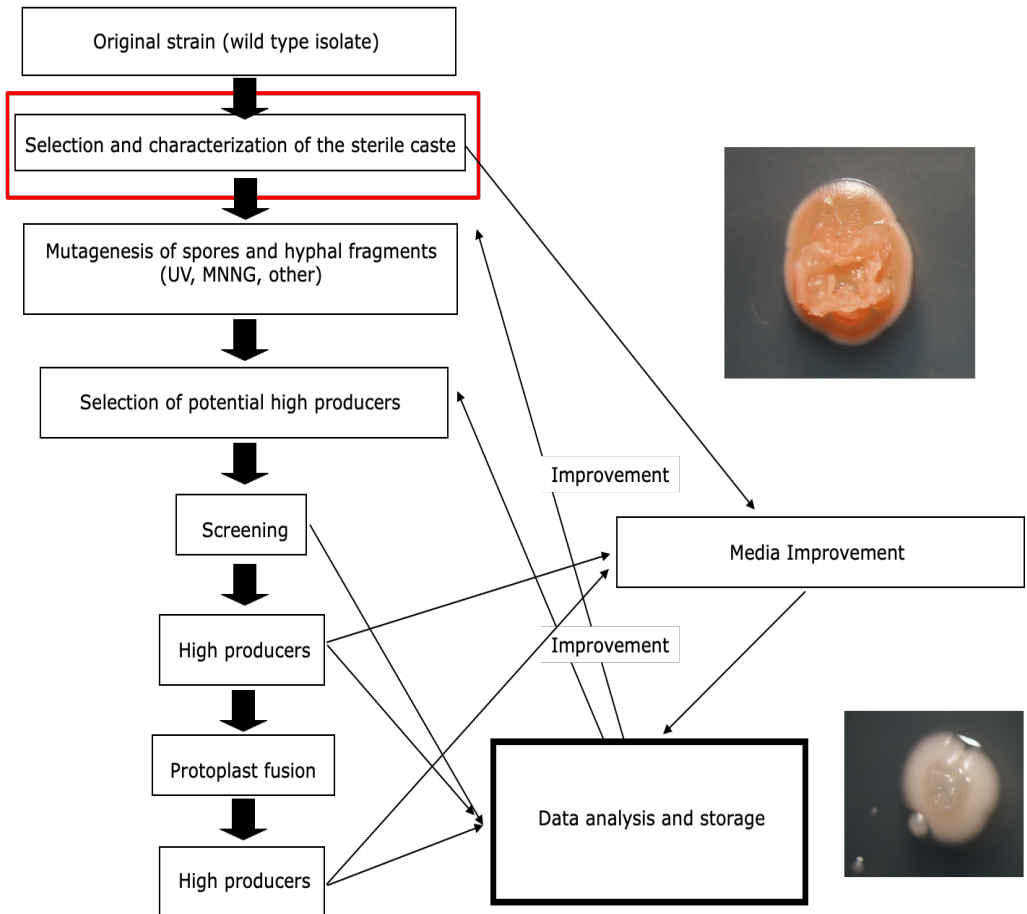 Original strain (wild type isolate)
Selection and characterization of the sterile caste
Mutagenesis of spores and hyphal fragments
(UV, MNNG, other)
Selection of potential high producers
Improvement
Screening
Media Improvement
High producers
Improvement
Protoplast fusion
Data analysis and storage
High producers